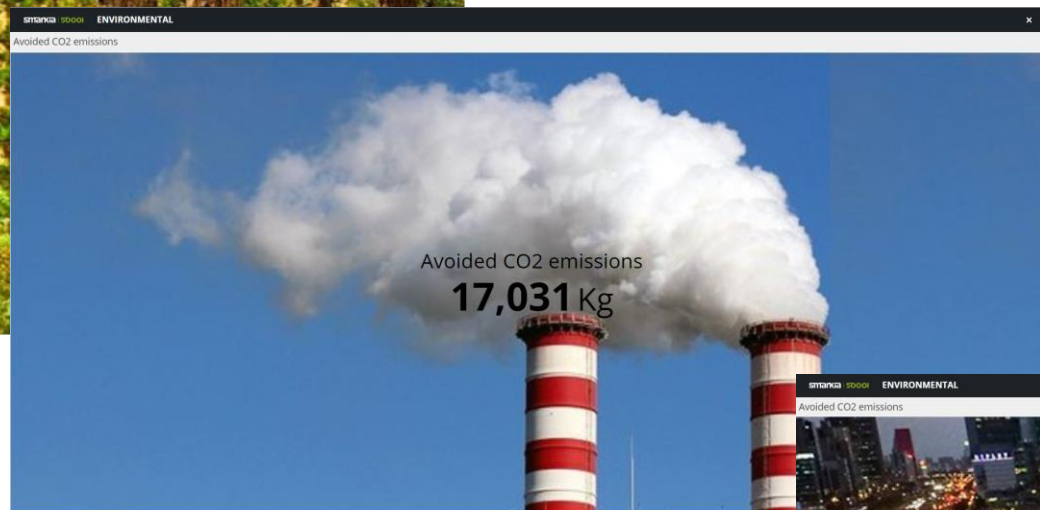 smarkia ENVIRONMENTAL
Avoided CO2 emissions
Avoided CO2 emissions
17,031 Kg
smarkia ENVIRONMENTAL
Avoided CO2 emissions